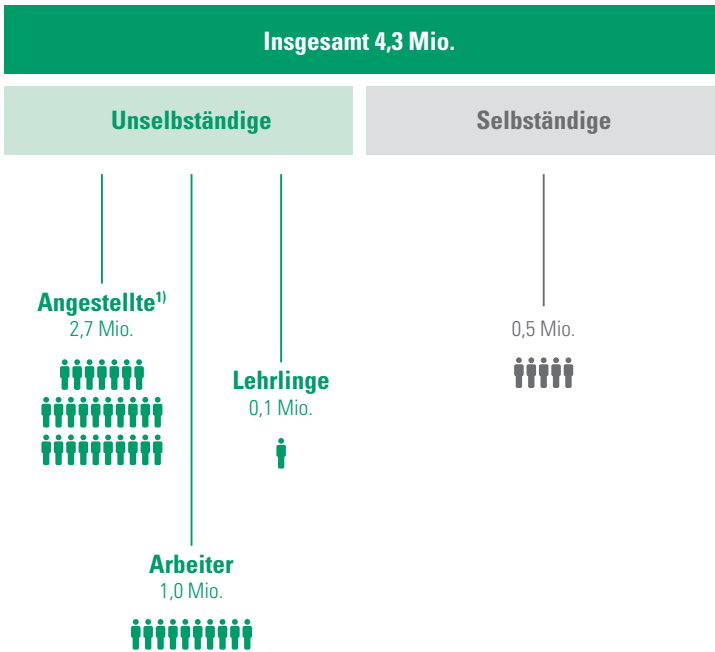 Insgesamt 4,3 Mio.
Unselbständige
Selbständige
Angestellte¹⁾
2,7 Mio.
Lehrlinge
0,1 Mio.
Arbeiter
1,0 Mio.
0,5 Mio.